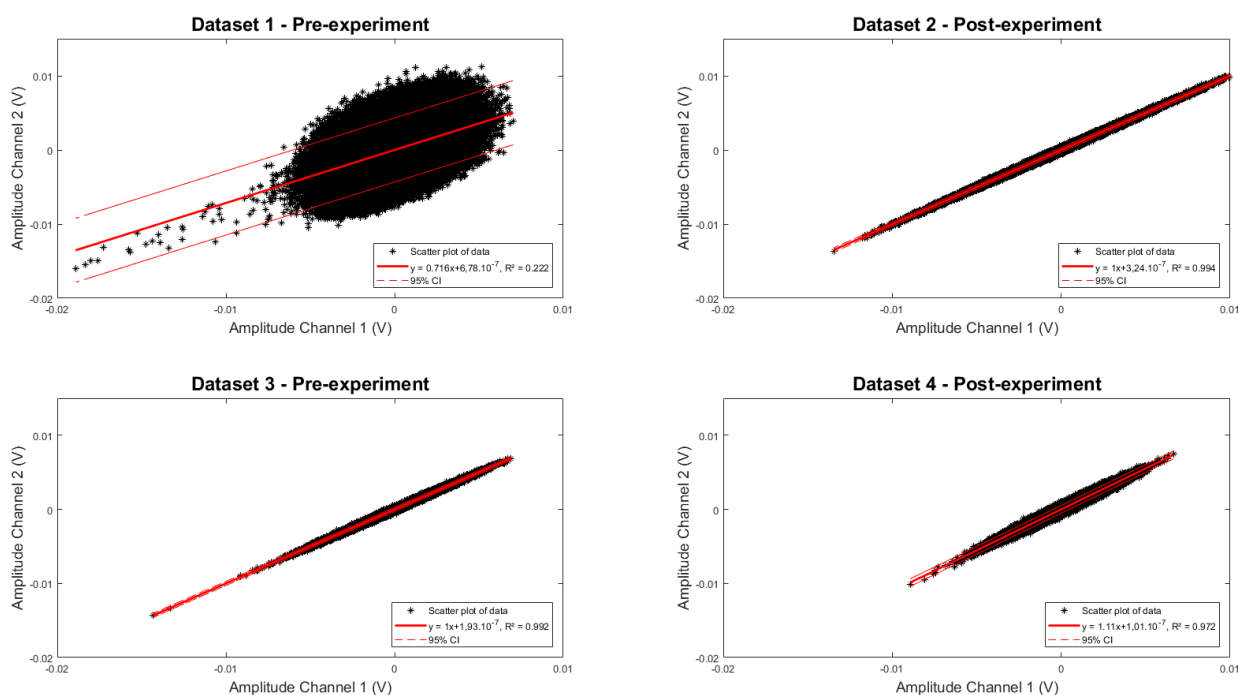 Dataset 1 - Pre-experiment
Amplitude Channel 2 (V)
0.01
0
-0.01
-0.02
-0.02
-0.01
0
0.01
Amplitude Channel 1 (V)
Scatter plot of data
y = 0.716x+6,78.10^-7, R² = 0.222
95% CI
Dataset 2 - Post-experiment
Amplitude Channel 2 (V)
0.01
0
-0.01
-0.02
-0.02
-0.01
0
0.01
Amplitude Channel 1 (V)
Scatter plot of data
y = 1x+3,24.10^-7, R² = 0.994
95% CI
Dataset 3 - Pre-experiment
Amplitude Channel 2 (V)
0.01
0
-0.01
-0.02
-0.02
-0.01
0
0.01
Amplitude Channel 1 (V)
Scatter plot of data
y = 1x+1,93.10^-7, R² = 0.992
95% CI
Dataset 4 - Post-experiment
Amplitude Channel 2 (V)
0.01
0
-0.01
-0.02
-0.02
-0.01
0
0.01
Amplitude Channel 1 (V)
Scatter plot of data
y = 1.11x+1,01.10^-7, R² = 0.972
95% CI